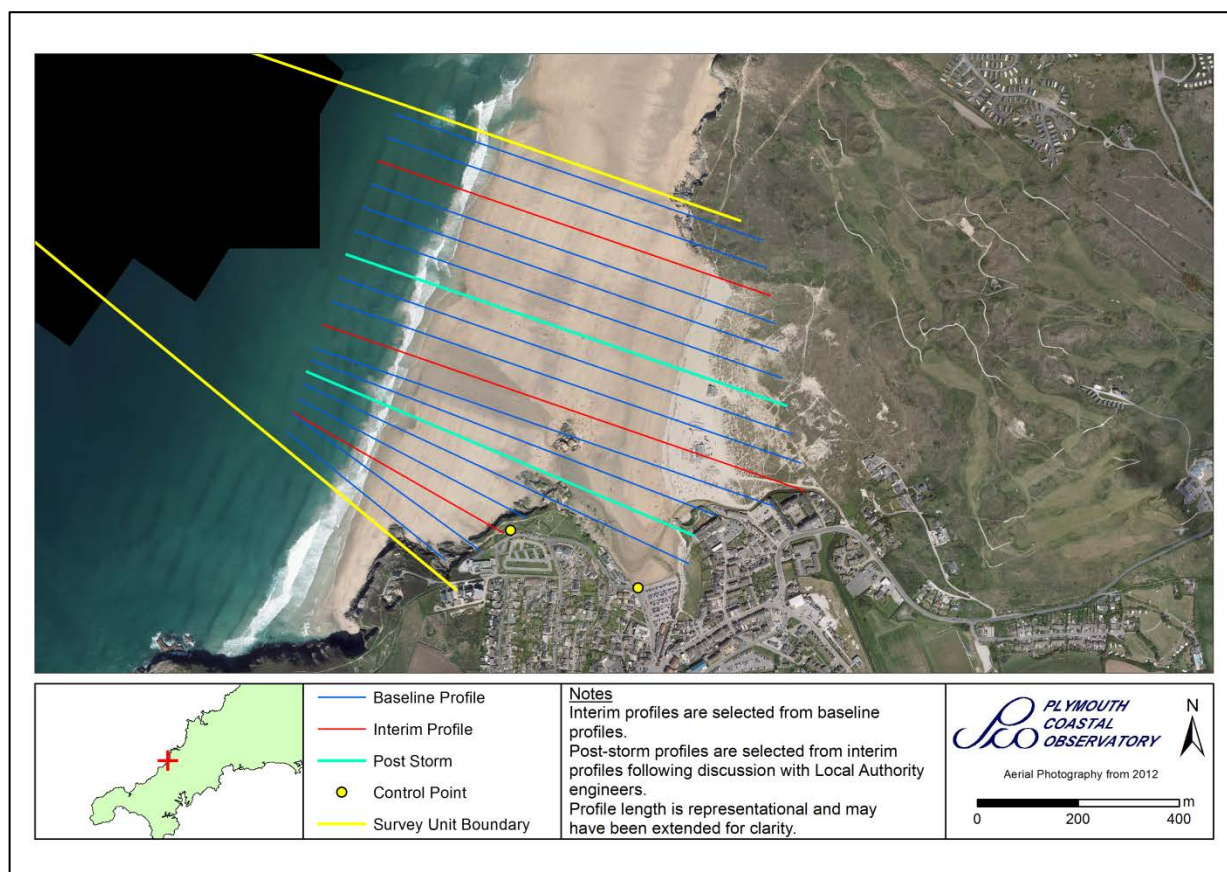 Baseline Profile
Interim Profile
Post Storm
Control Point
Survey Unit Boundary
Notes
Interim profiles are selected from baseline
profiles.
Post-storm profiles are selected from interim
profiles following discussion with Local Authority
engineers.
Profile length is representational and may
have been extended for clarity.
PLYMOUTH
COASTAL
OBSERVATORY
N
Aerial Photography from 2012
m
0 200 400